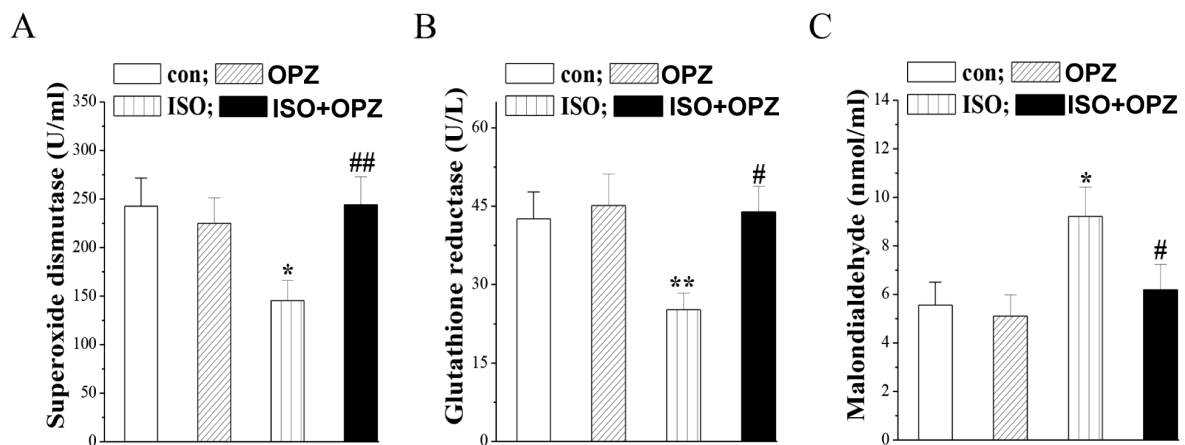 A
con; OPZ
ISO; ISO+OPZ
Superoxide dismutase (U/ml)
350
300
250
200
150
100
50
0
*
##
B
con; OPZ
ISO; ISO+OPZ
Glutathione reductase (U/L)
60
45
30
15
0
**
#
C
con; OPZ
ISO; ISO+OPZ
Malondialdehyde (nmol/ml)
14
12
10
8
6
4
2
0
*
#